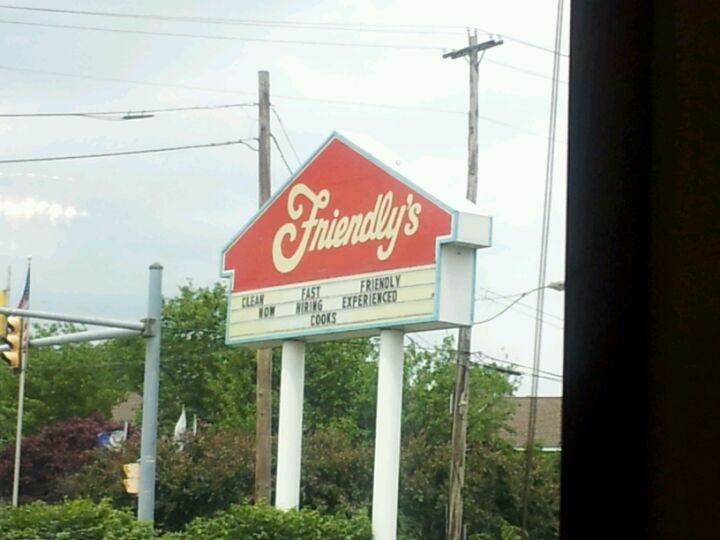 Friendly's
CLEAN FAST FRIENDLY
NOW HIRING EXPERIENCED
COOKS